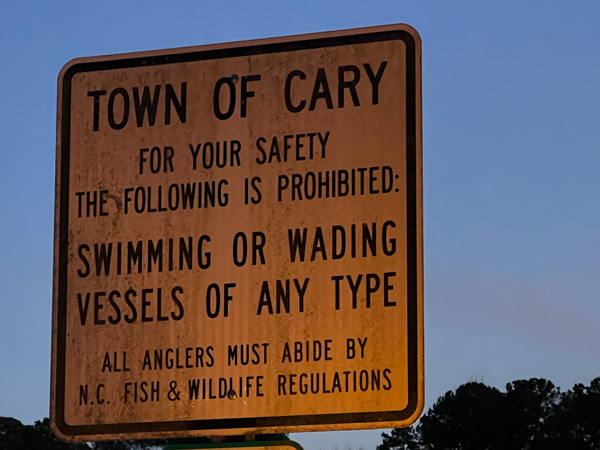 TOWN OF CARY
FOR YOUR SAFETY
THE FOLLOWING IS PROHIBITED:
SWIMMING OR WADING
VESSELS OF ANY TYPE
ALL ANGLERS MUST ABIDE BY
N.C. FISH & WILDLIFE REGULATIONS